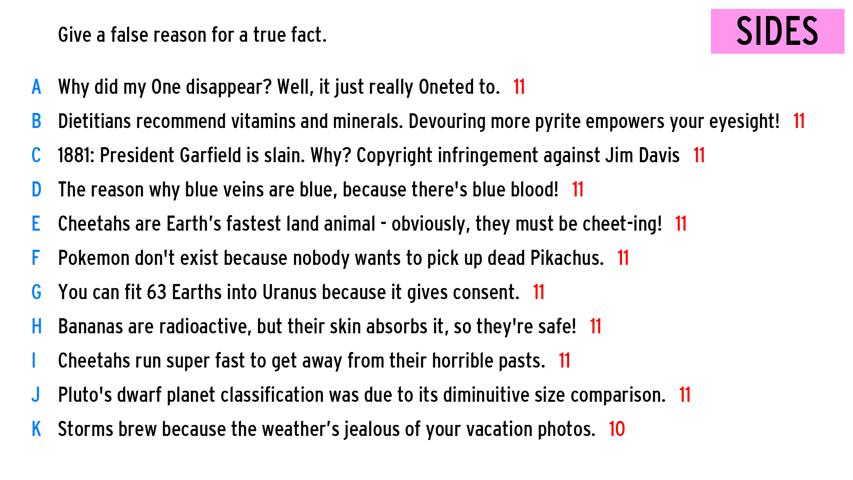 Give a false reason for a true fact.
SIDES
A Why did my One disappear? Well, it just really Oneted to. 11
B Dietitians recommend vitamins and minerals. Devouring more pyrite empowers your eyesight! 11
C 1881: President Garfield is slain. Why? Copyright infringement against Jim Davis 11
D The reason why blue veins are blue, because there's blue blood! 11
E Cheetahs are Earth’s fastest land animal - obviously, they must be cheet-ing! 11
F Pokemon don't exist because nobody wants to pick up dead Pikachus. 11
G You can fit 63 Earths into Uranus because it gives consent. 11
H Bananas are radioactive, but their skin absorbs it, so they're safe! 11
I Cheetahs run super fast to get away from their horrible pasts. 11
J Pluto's dwarf planet classification was due to its diminuitive size comparison. 11
K Storms brew because the weather’s jealous of your vacation photos. 10